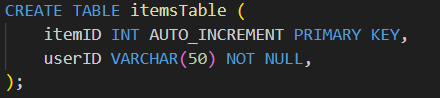 CREATE TABLE itemsTable (
    itemID INT AUTO_INCREMENT PRIMARY KEY,
    userID VARCHAR(50) NOT NULL,
);